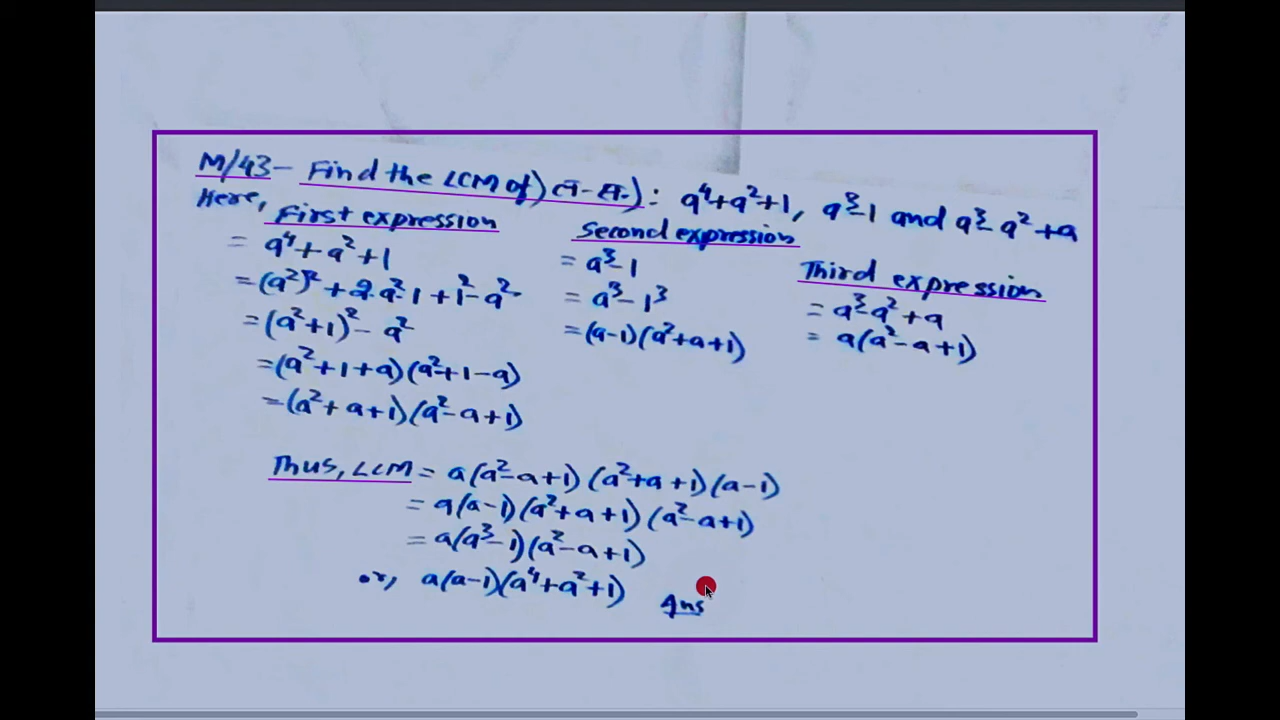 M/43- Find the LCM of) ल.स.) : a⁴+a²+1, a³-1 and a³-a²+a
Here, First expression
= a⁴+a²+1
= (a²)²+2.a².1+1²-a²
= (a²+1)²-a²
= (a²+1+a)(a²+1-a)
= (a²+a+1)(a²-a+1)
Second expression
= a³-1
= a³-1³
= (a-1)(a²+a+1)
Third expression
= a³-a²+a
= a(a²-a+1)
Thus, LCM = a(a²-a+1)(a²+a+1)(a-1)
= a(a-1)(a²+a+1)(a²-a+1)
= a(a³-1)(a²-a+1)
or, a(a-1)(a⁴+a²+1) Ans